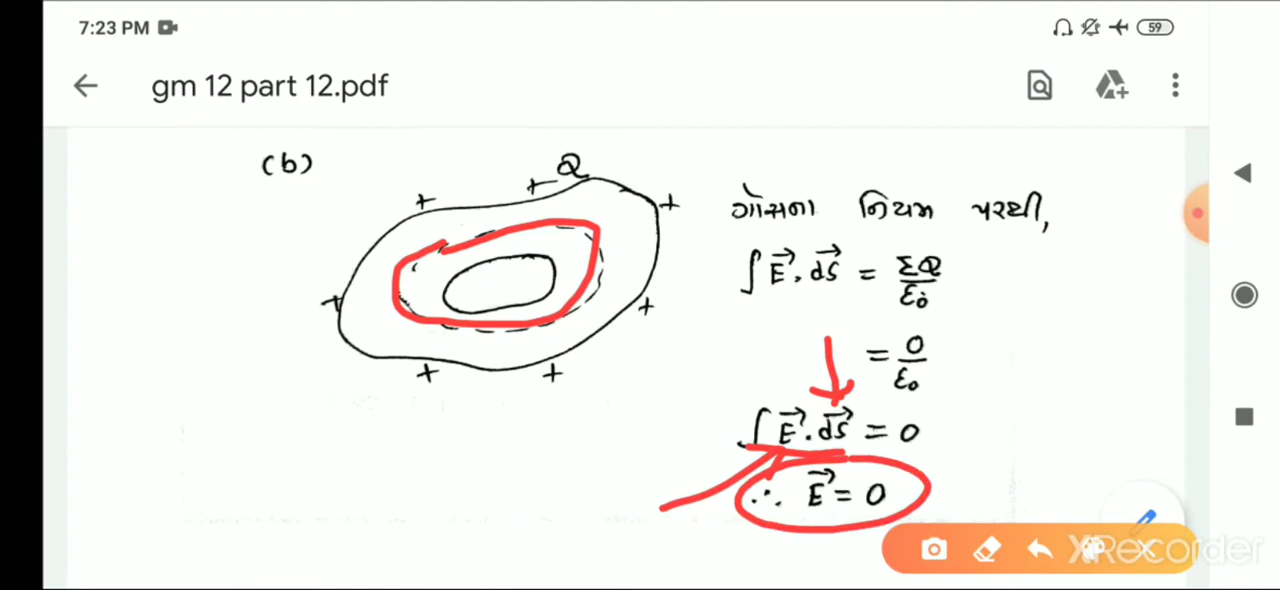 7:23 PM
59
gm 12 part 12.pdf
(b)
Q
+ + + + + + +
ગૉસના નિયમ પરથી,
∫ E⃗ . dS⃗ = ΣQ/ε₀
= 0/ε₀
∫ E⃗ . dS⃗ = 0
∴ E⃗ = 0
XRecorder